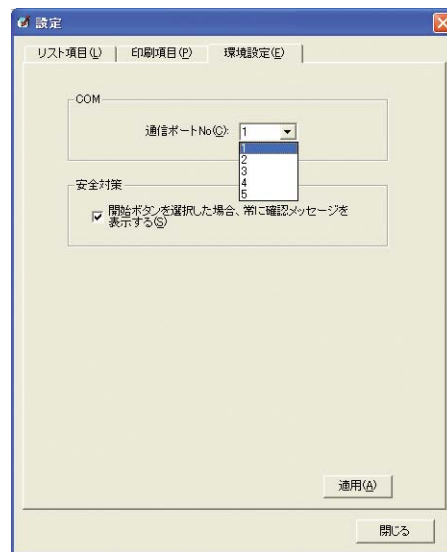 設定
リスト項目(L)
印刷項目(P)
環境設定(E)
COM
通信ポートNo(C): 1
1
2
3
4
5
安全対策
開始ボタンを選択した場合、常に確認メッセージを
表示する(S)
適用(A)
閉じる